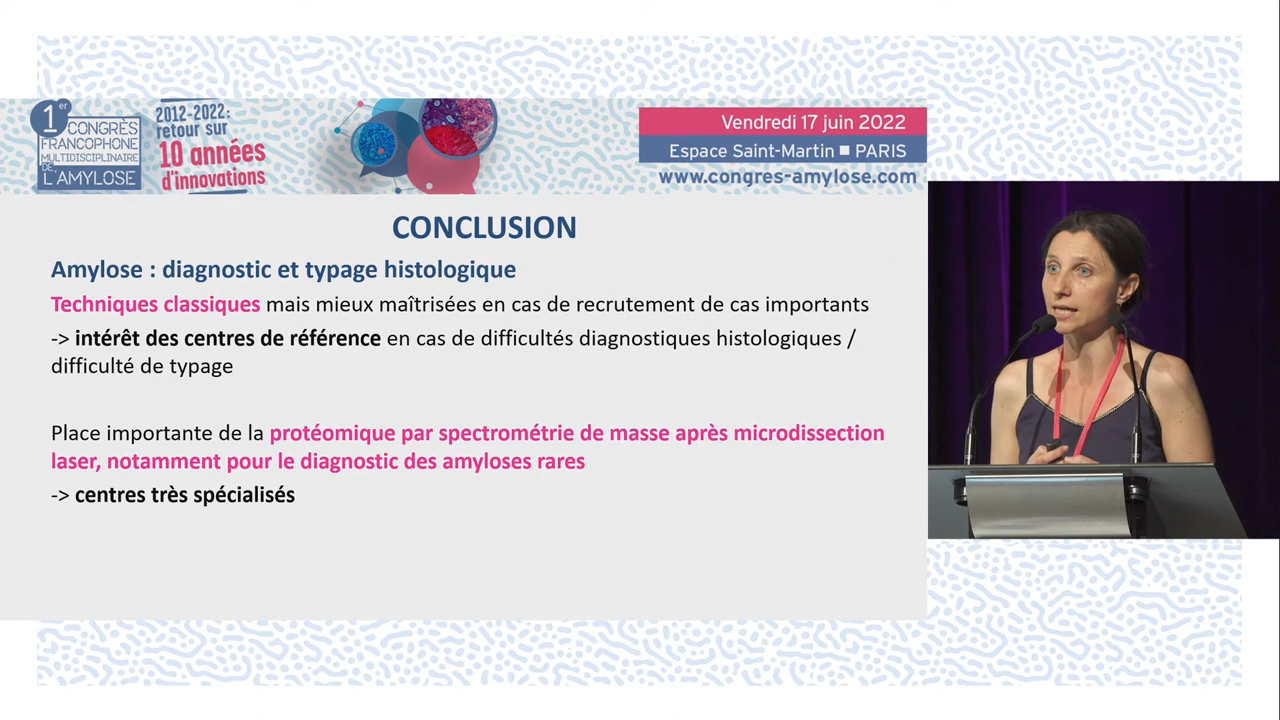 1er
CONGRÈS
FRANCOPHONE
MULTIDISCIPLINAIRE
DE
L'AMYLOSE
2012-2022:
retour sur
10 années
d'innovations
Vendredi 17 juin 2022
Espace Saint-Martin ■ PARIS
www.congres-amylose.com
CONCLUSION
Amylose : diagnostic et typage histologique
Techniques classiques mais mieux maîtrisées en cas de recrutement de cas importants
-> intérêt des centres de référence en cas de difficultés diagnostiques histologiques /
difficulté de typage
Place importante de la protéomique par spectrométrie de masse après microdissection
laser, notamment pour le diagnostic des amyloses rares
-> centres très spécialisés